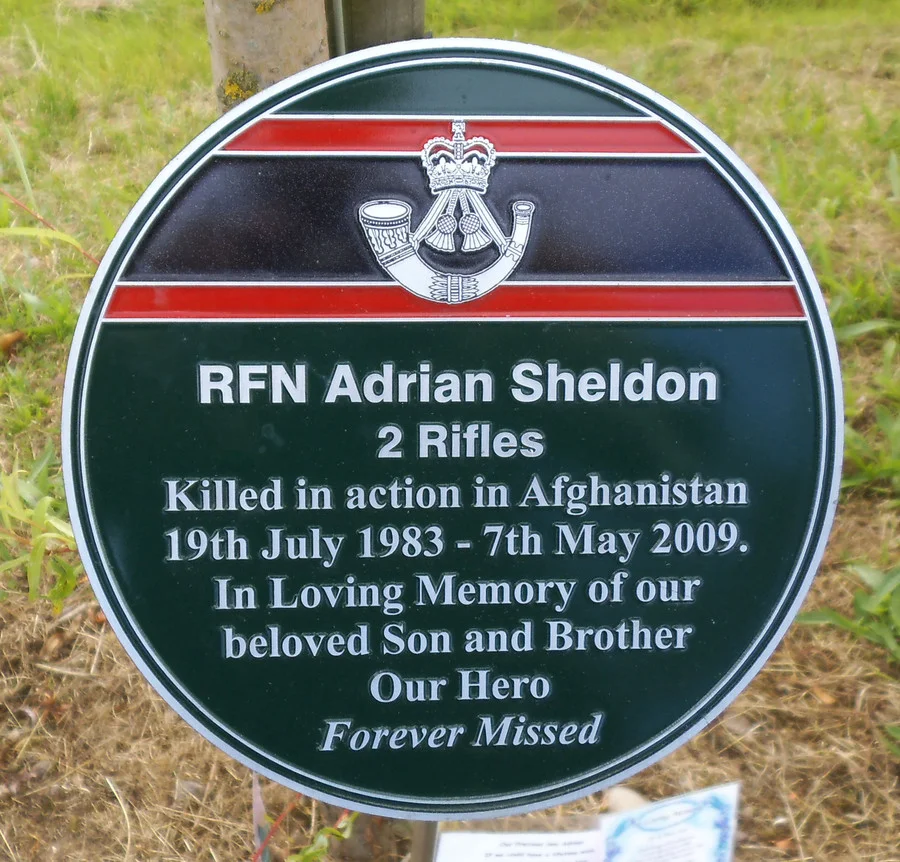 RFN Adrian Sheldon
2 Rifles
Killed in action in Afghanistan
19th July 1983 - 7th May 2009.
In Loving Memory of our
beloved Son and Brother
Our Hero
Forever Missed